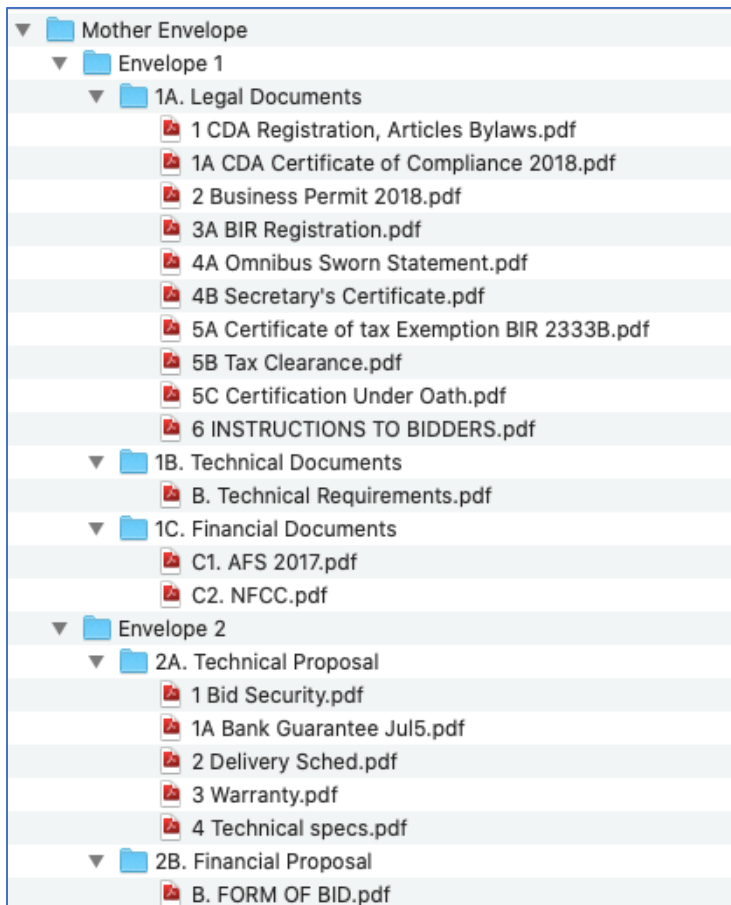 Mother Envelope
Envelope 1
1A. Legal Documents
1 CDA Registration, Articles Bylaws.pdf
1A CDA Certificate of Compliance 2018.pdf
2 Business Permit 2018.pdf
3A BIR Registration.pdf
4A Omnibus Sworn Statement.pdf
4B Secretary's Certificate.pdf
5A Certificate of tax Exemption BIR 2333B.pdf
5B Tax Clearance.pdf
5C Certification Under Oath.pdf
6 INSTRUCTIONS TO BIDDERS.pdf
1B. Technical Documents
B. Technical Requirements.pdf
1C. Financial Documents
C1. AFS 2017.pdf
C2. NFCC.pdf
Envelope 2
2A. Technical Proposal
1 Bid Security.pdf
1A Bank Guarantee Jul5.pdf
2 Delivery Sched.pdf
3 Warranty.pdf
4 Technical specs.pdf
2B. Financial Proposal
B. FORM OF BID.pdf